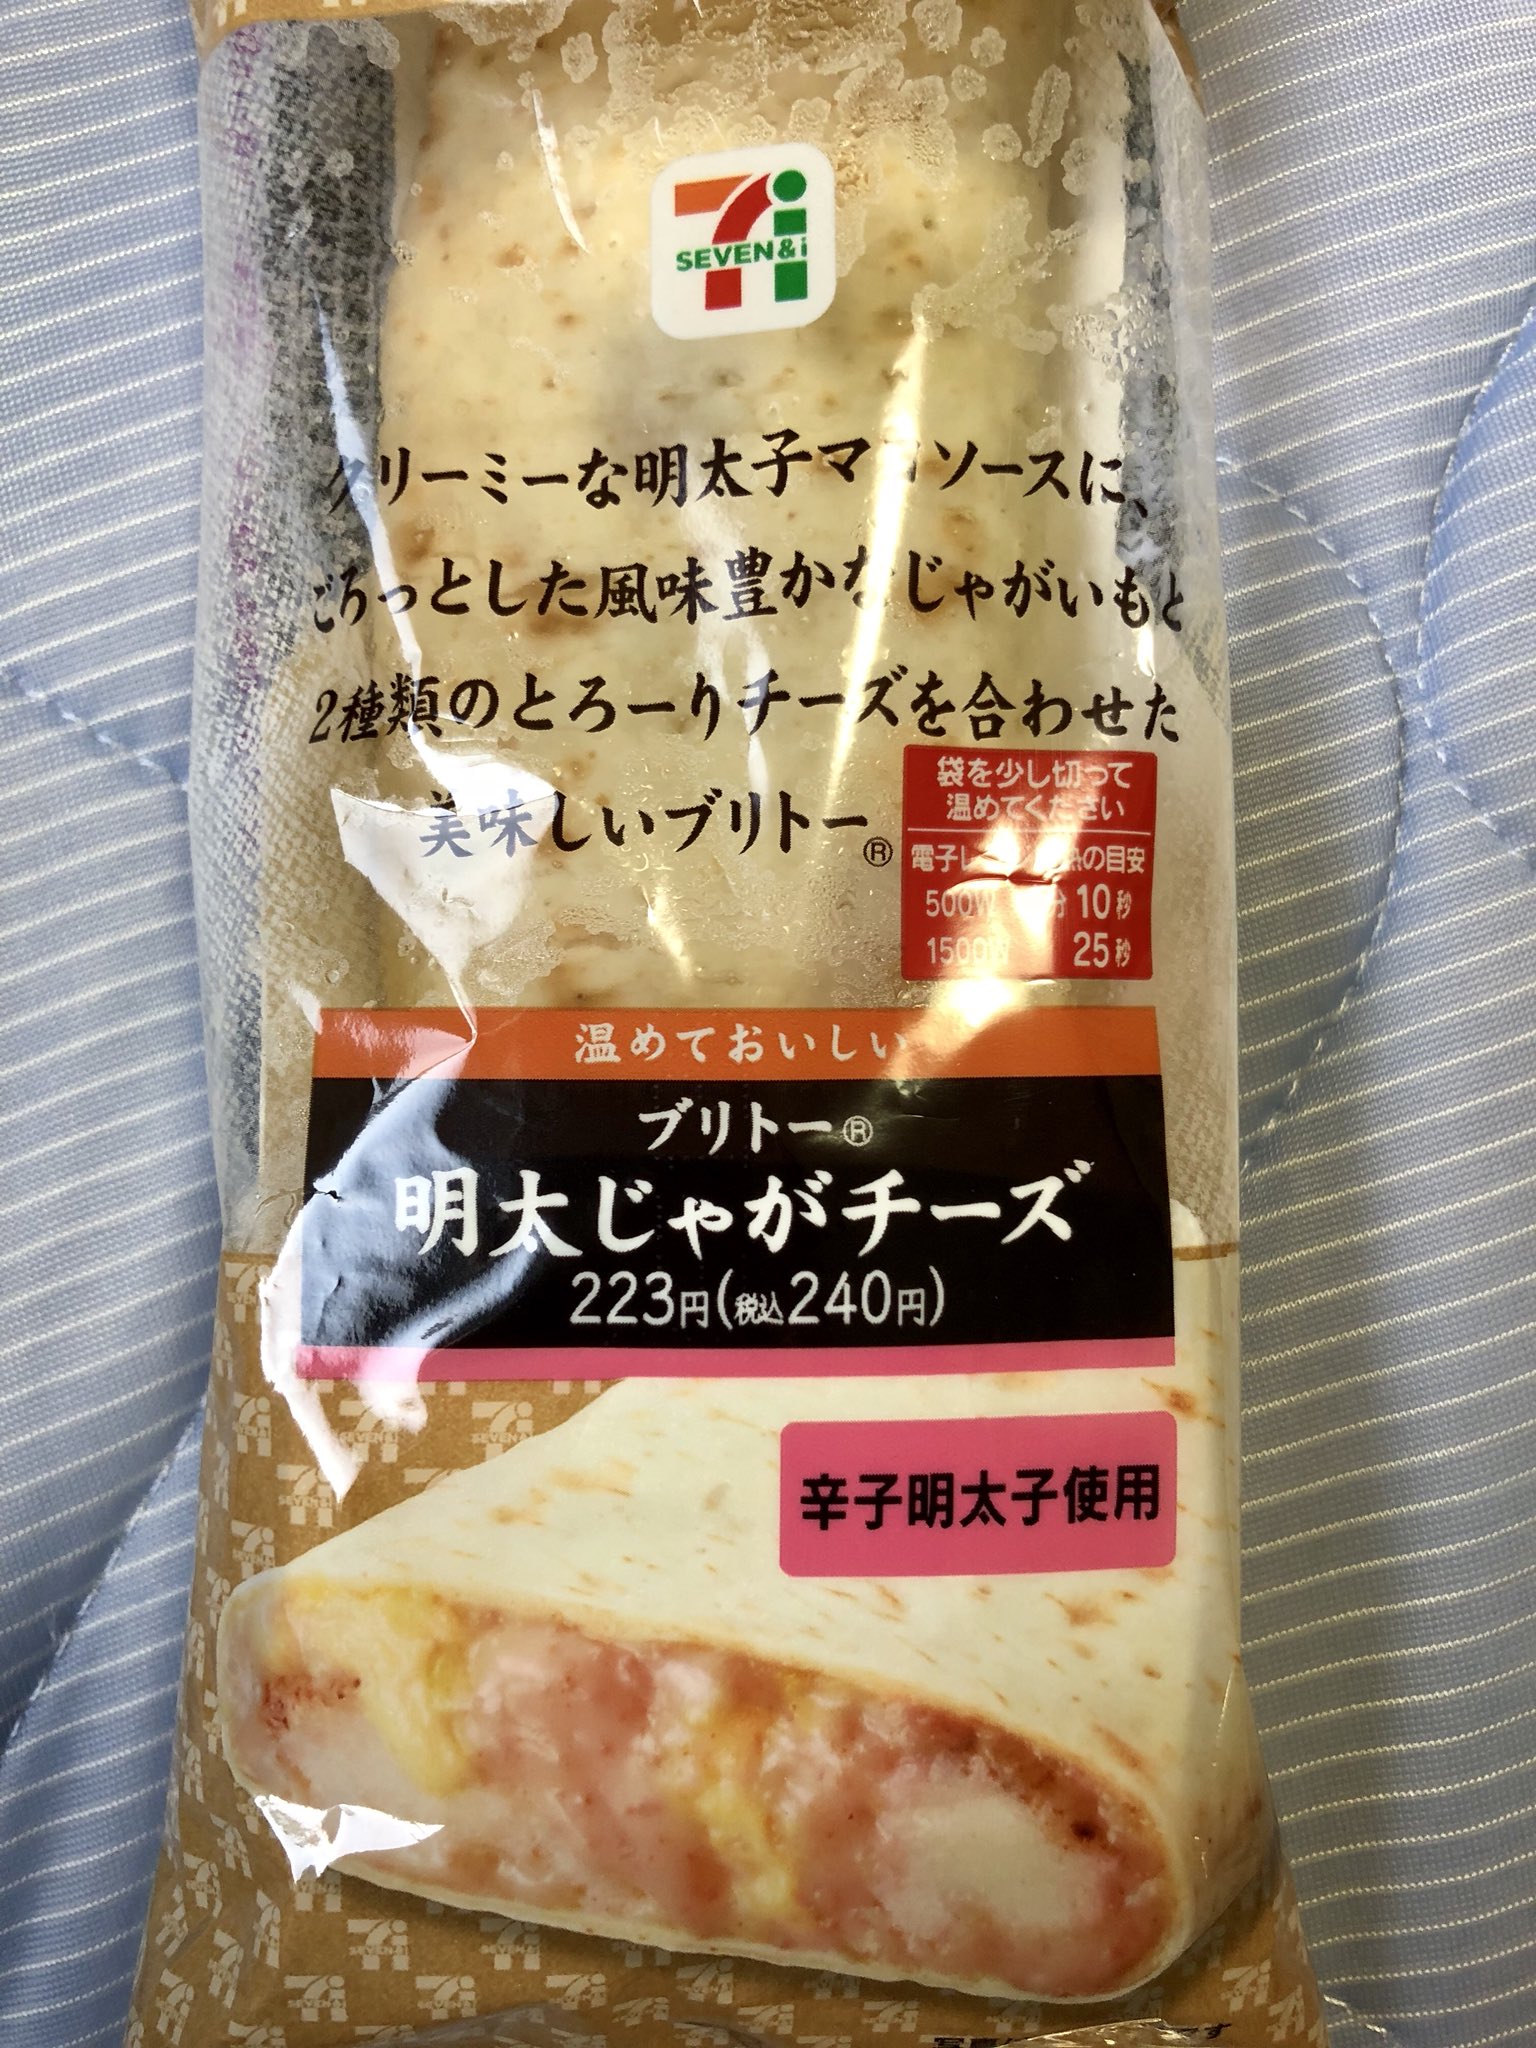 SEVEN&i
クリーミーな明太子マヨソースに、
ごろっとした風味豊かなじゃがいもと
2種類のとろーりチーズを合わせた
美味しいブリトー®
袋を少し切って
温めてください
電子レ の目安
500W 分 10秒
1500W 25秒
温めておいしい
ブリトー®
明太じゃがチーズ
223円(税込240円)
辛子明太子使用